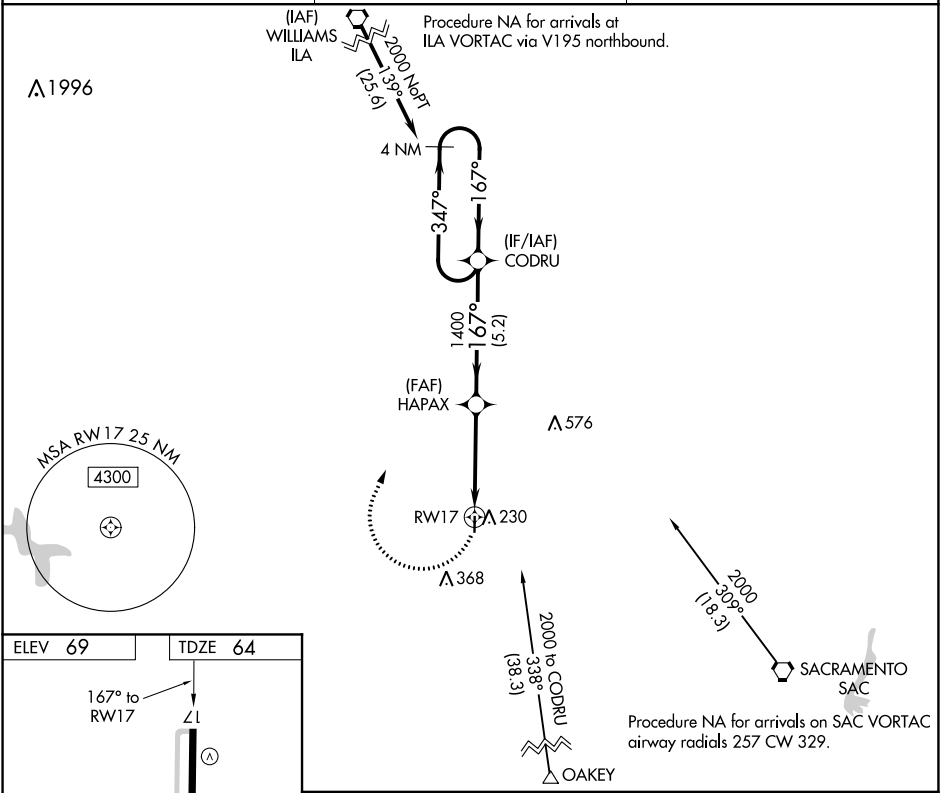 (IAF)
WILLIAMS
ILA
Procedure NA for arrivals at
ILA VORTAC via V195 northbound.
2000 NoPT
139°
(25.6)
1996
4 NM
347°
167°
(IF/IAF)
CODRU
1400
167°
(5.2)
(FAF)
HAPAX
576
MSA RW17 25 NM
4300
RW17
230
368
2000
309°
(18.3)
2000 to CODRU
338°
(38.3)
SACRAMENTO
SAC
Procedure NA for arrivals on SAC VORTAC
airway radials 257 CW 329.
OAKEY
ELEV 69
TDZE 64
167° to
RW17
17
V